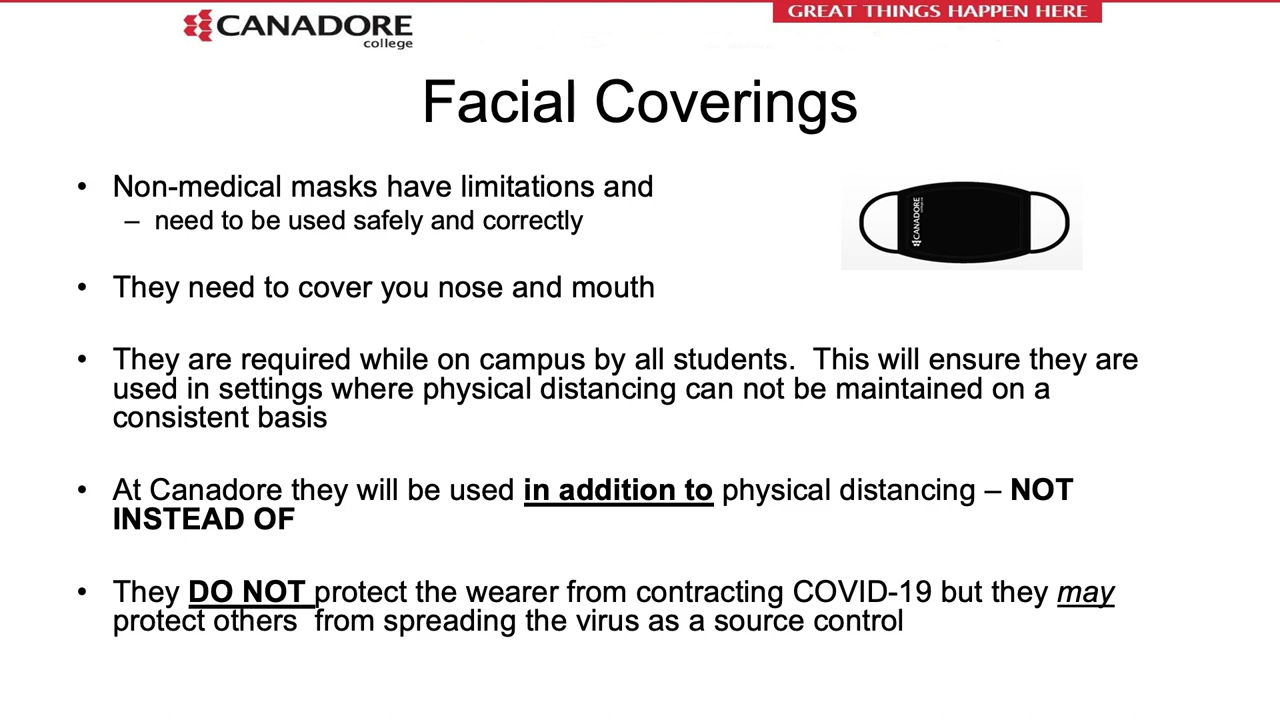 CANADORE
college
GREAT THINGS HAPPEN HERE
Facial Coverings
• Non-medical masks have limitations and
– need to be used safely and correctly
CANADORE
• They need to cover you nose and mouth
• They are required while on campus by all students.  This will ensure they are
used in settings where physical distancing can not be maintained on a
consistent basis
• At Canadore they will be used in addition to physical distancing – NOT
INSTEAD OF
• They DO NOT protect the wearer from contracting COVID-19 but they may
protect others  from spreading the virus as a source control